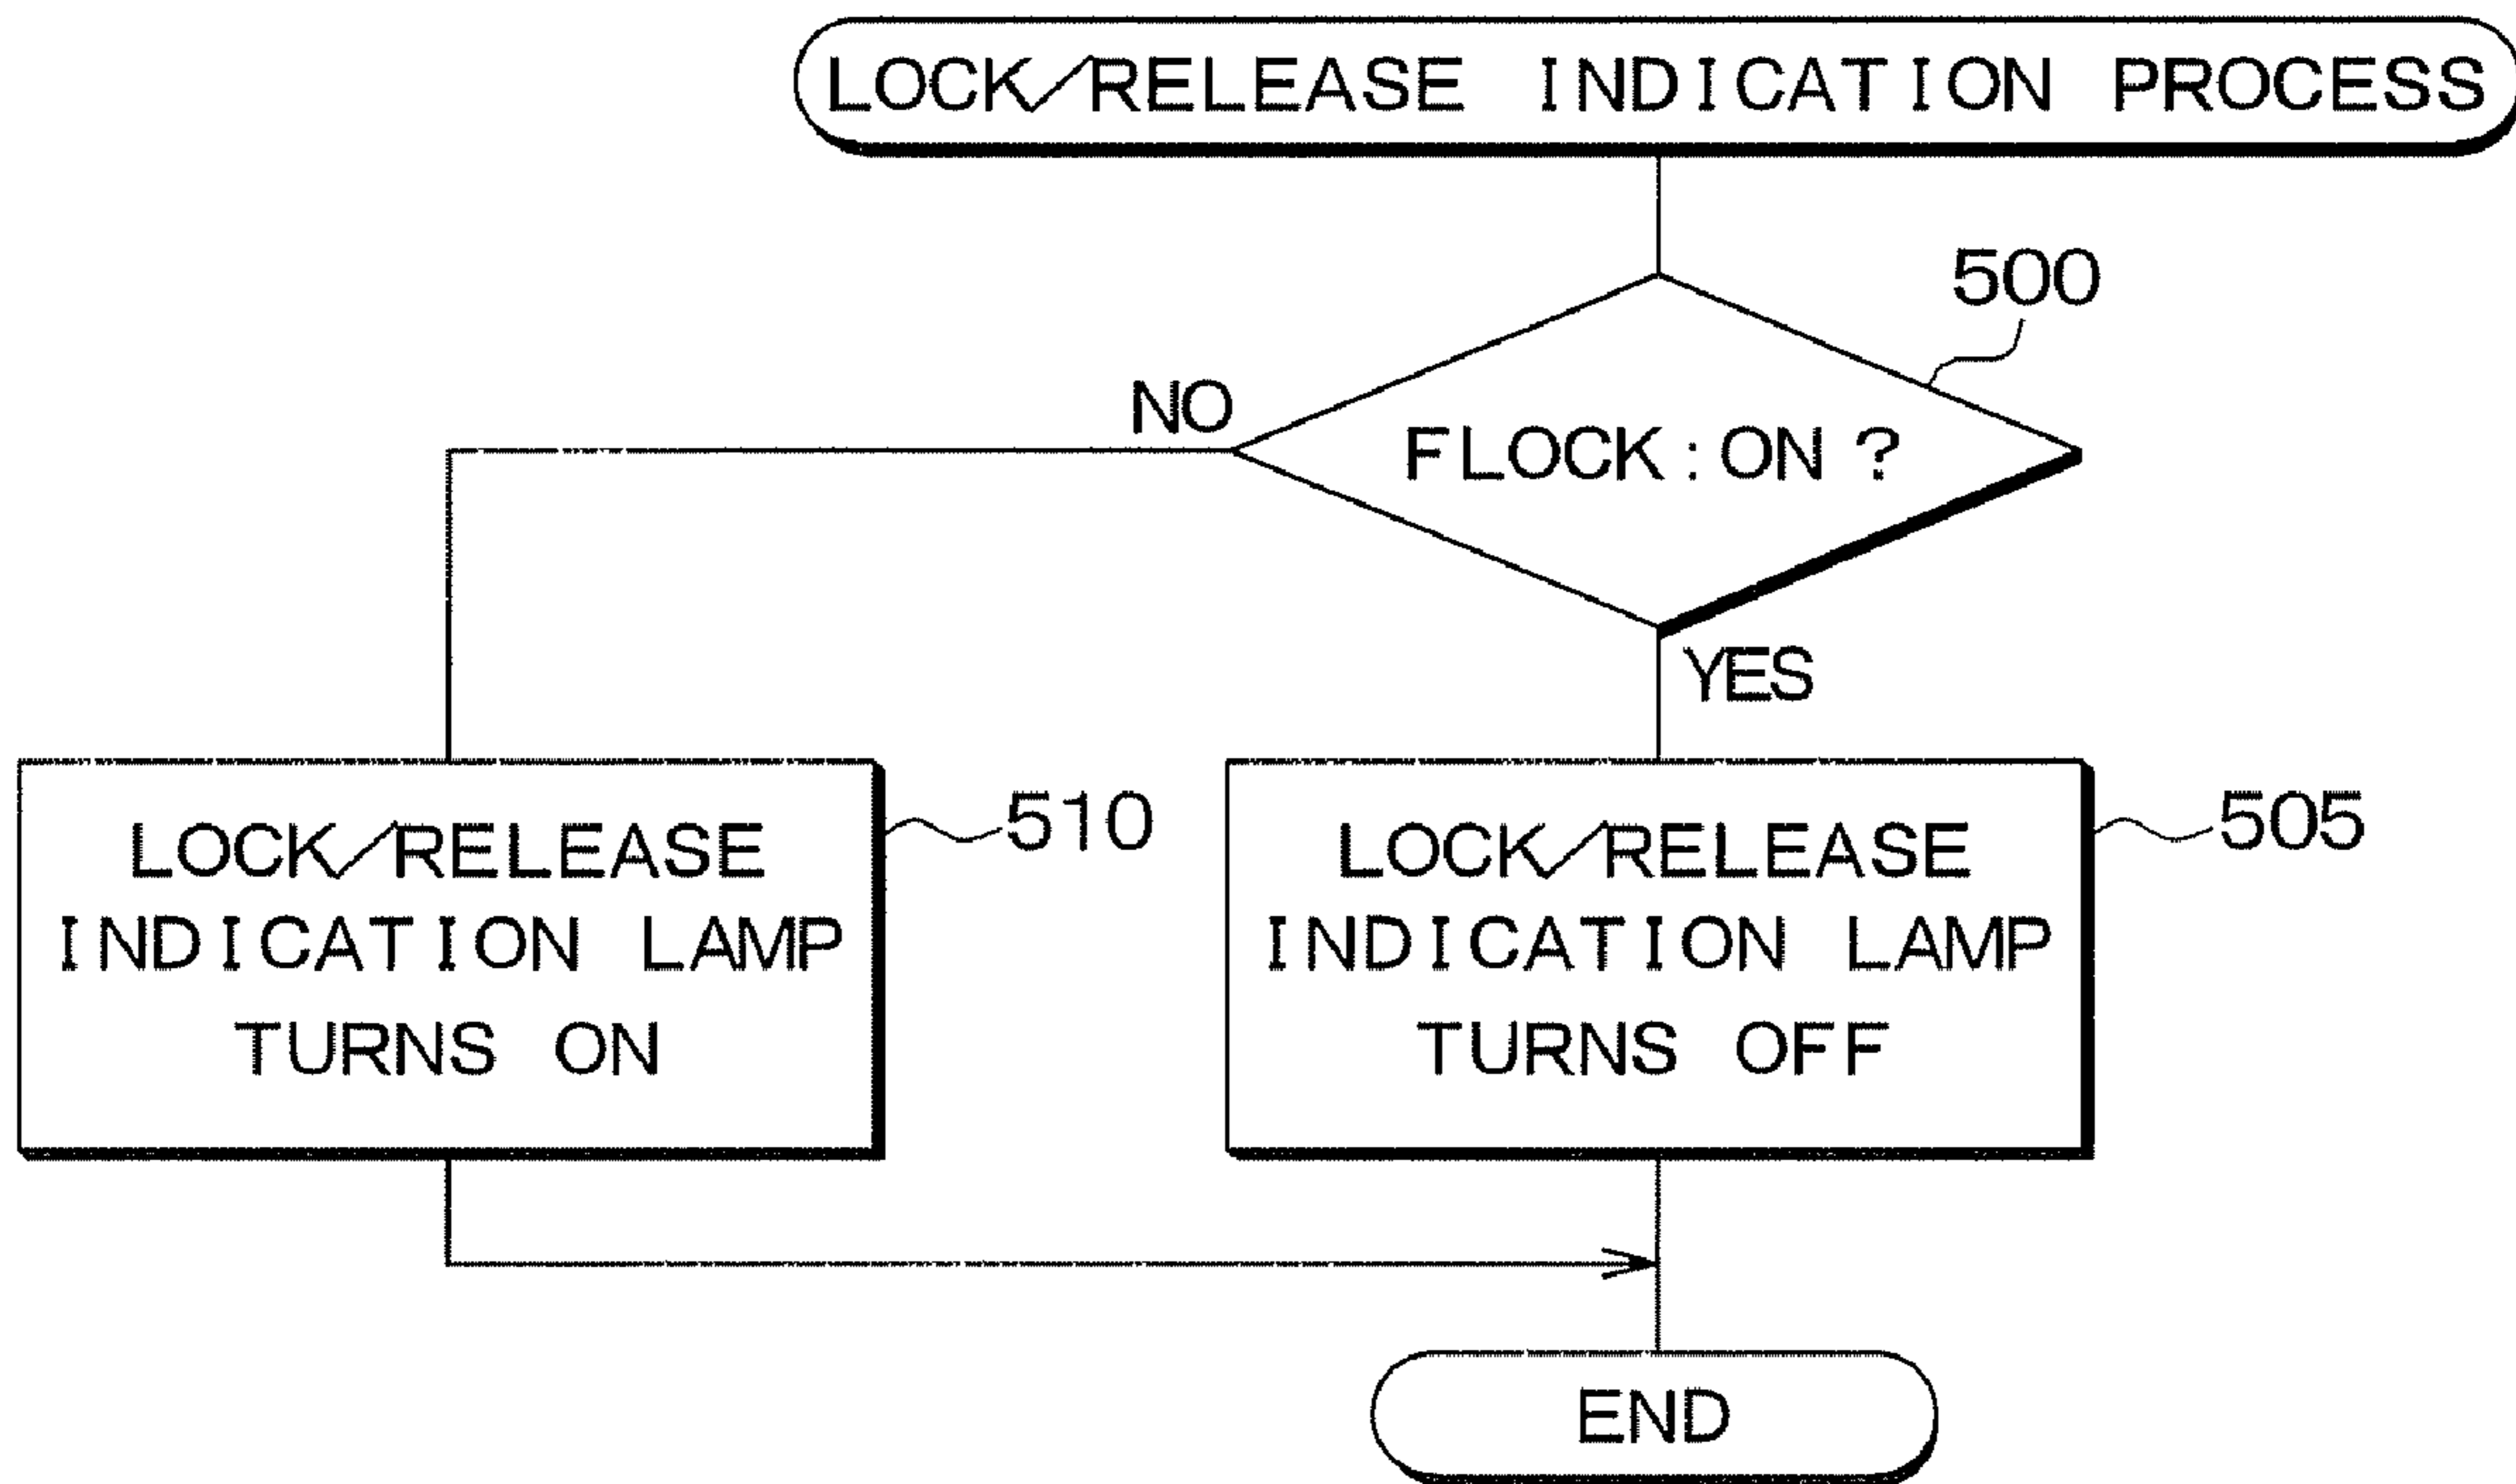 LOCK/RELEASE INDICATION PROCESS
500
NO
FLOCK:ON?
YES
LOCK/RELEASE
INDICATION LAMP
TURNS ON
510
LOCK/RELEASE
INDICATION LAMP
TURNS OFF
505
END